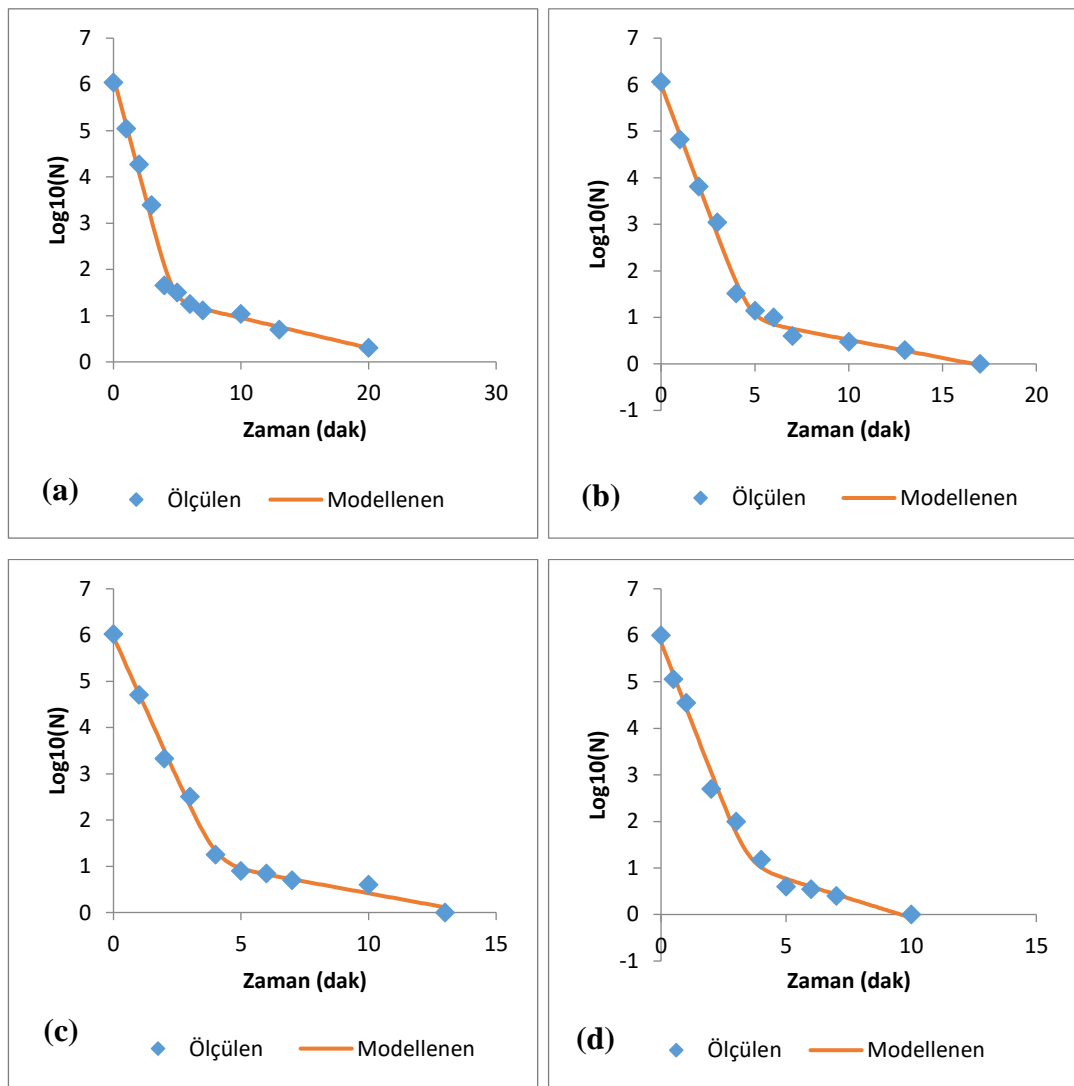 7
6
5
4
3
2
1
0
Log10(N)
0 10 20 30
Zaman (dak)
(a) Ölçülen Modellenen
7
6
5
4
3
2
1
0
-1
Log10(N)
0 5 10 15 20
Zaman (dak)
(b) Ölçülen Modellenen
7
6
5
4
3
2
1
0
Log10(N)
0 5 10 15
Zaman (dak)
(c) Ölçülen Modellenen
7
6
5
4
3
2
1
0
-1
Log10(N)
0 5 10 15
Zaman (dak)
(d) Ölçülen Modellenen